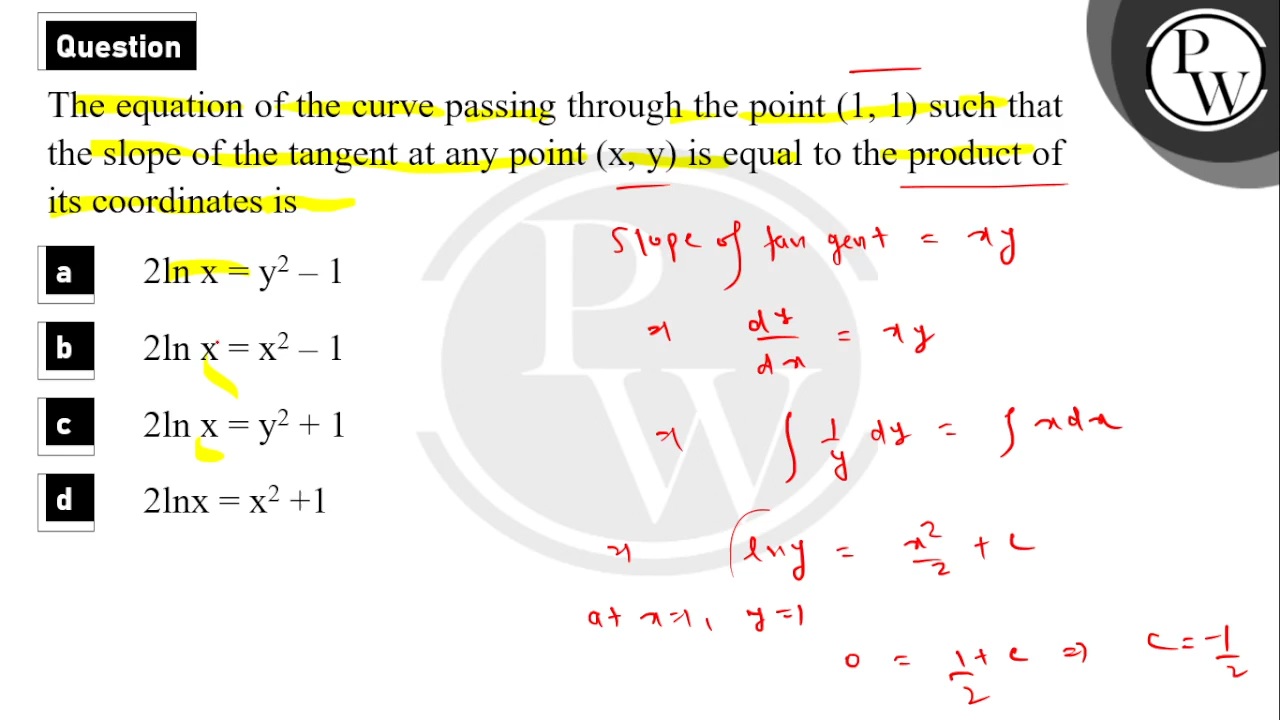 Question
PW
The equation of the curve passing through the point (1, 1) such that
the slope of the tangent at any point (x, y) is equal to the product of
its coordinates is
a 2ln x = y² – 1
b 2ln x = x² – 1
c 2ln x = y² + 1
d 2lnx = x² +1
PW
Slope of tangent = xy
dy/dx = xy
∫ 1/y dy = ∫ x dx
lny = x²/2 + c
at x=1, y=1
0 = 1/2 + c ⇒ c = -1/2